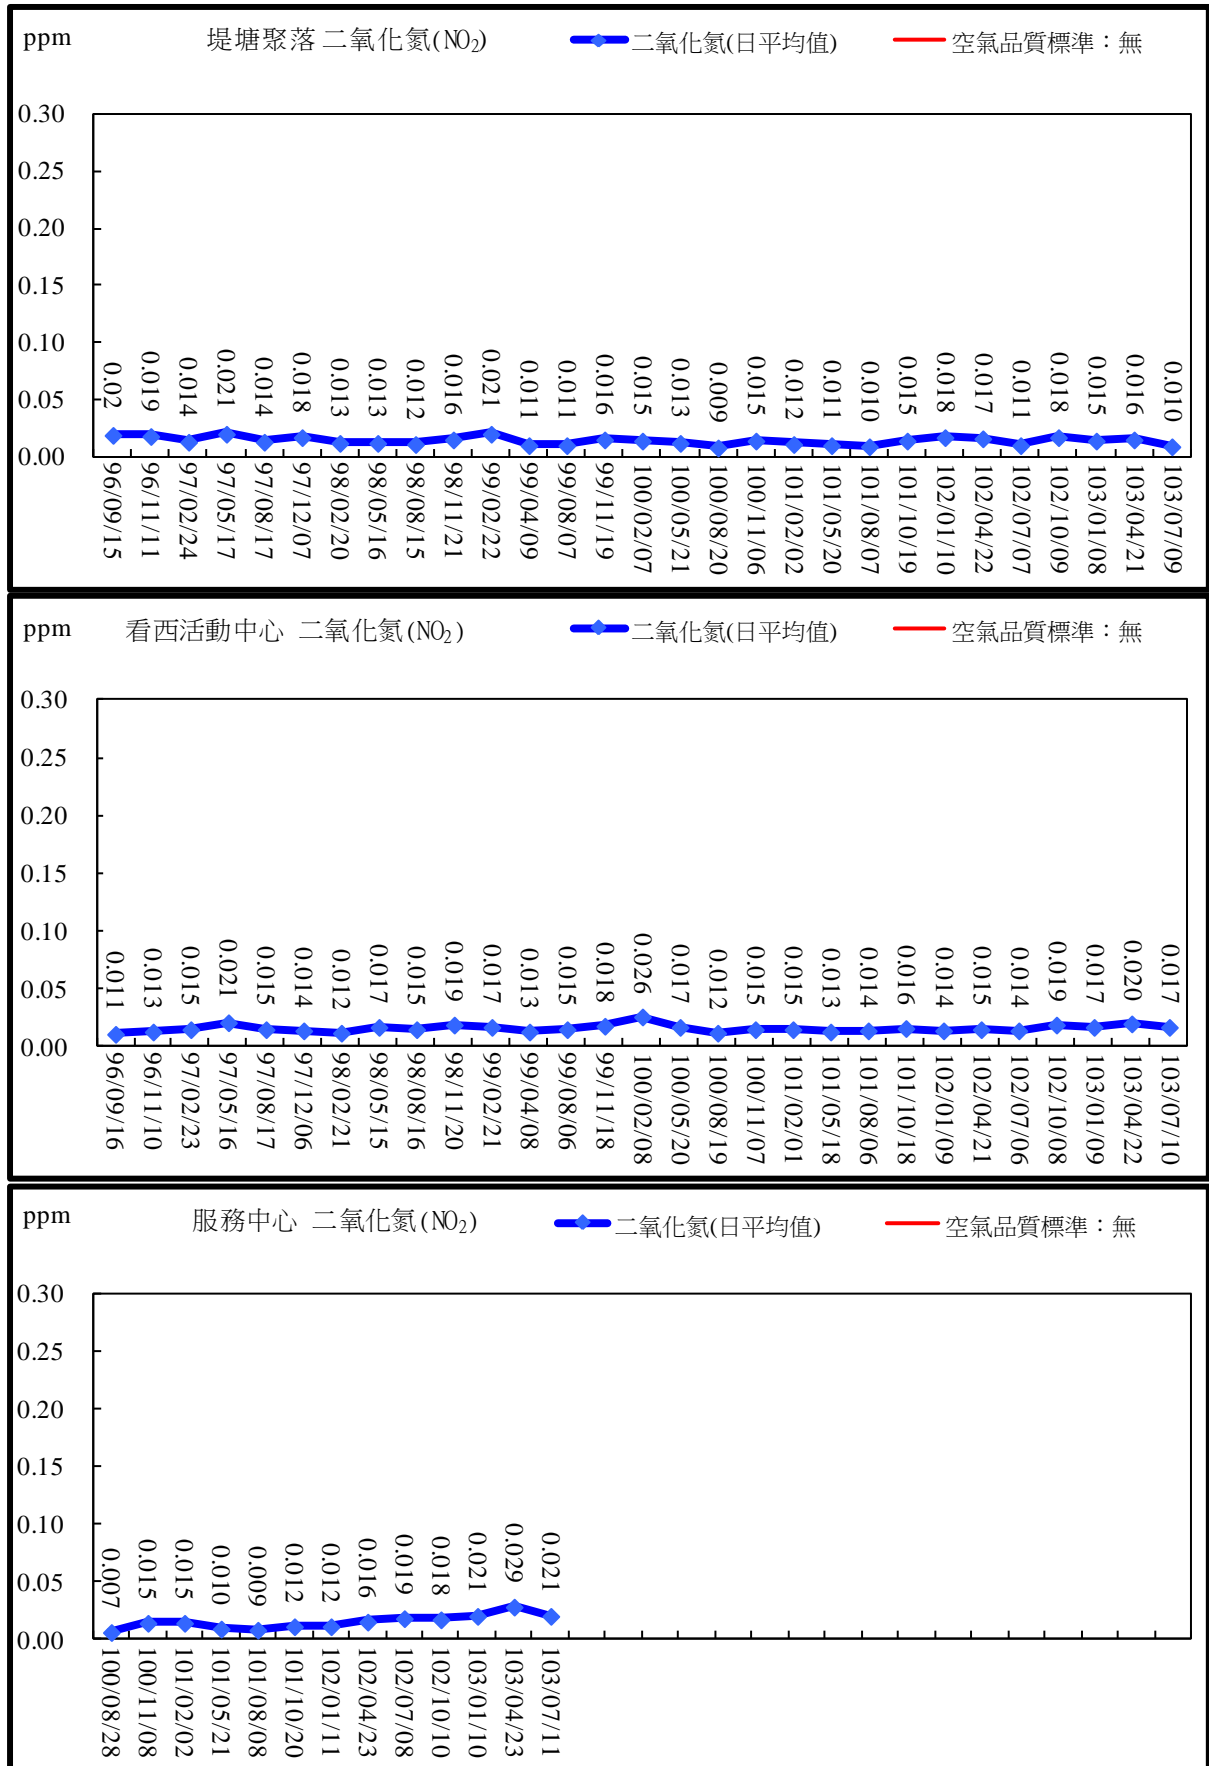 ppm 堤塘聚落 二氧化氮(NO₂) 二氧化氮(日平均值) 空氣品質標準：無
0.30
0.25
0.20
0.15
0.10
0.05
0.00
0.02 0.019 0.014 0.021 0.014 0.018 0.013 0.013 0.012 0.016 0.021 0.011 0.011 0.016 0.015 0.013 0.009 0.015 0.012 0.011 0.010 0.015 0.018 0.017 0.011 0.018 0.015 0.016 0.010
96/09/15 96/11/11 97/02/24 97/05/17 97/08/17 97/12/07 98/02/20 98/05/16 98/08/15 98/11/21 99/02/22 99/04/09 99/08/07 99/11/19 100/02/07 100/05/21 100/08/20 100/11/06 101/02/02 101/05/20 101/08/07 101/10/19 102/01/10 102/04/22 102/07/07 102/10/09 103/01/08 103/04/21 103/07/09
ppm 看西活動中心 二氧化氮(NO₂) 二氧化氮(日平均值) 空氣品質標準：無
0.30
0.25
0.20
0.15
0.10
0.05
0.00
0.011 0.013 0.015 0.021 0.015 0.014 0.012 0.017 0.015 0.019 0.017 0.013 0.015 0.018 0.026 0.017 0.012 0.015 0.015 0.013 0.014 0.016 0.014 0.015 0.014 0.019 0.017 0.020 0.017
96/09/16 96/11/10 97/02/23 97/05/16 97/08/17 97/12/06 98/02/21 98/05/15 98/08/16 98/11/20 99/02/21 99/04/08 99/08/06 99/11/18 100/02/08 100/05/20 100/08/19 100/11/07 101/02/01 101/05/18 101/08/06 101/10/18 102/01/09 102/04/21 102/07/06 102/10/08 103/01/09 103/04/22 103/07/10
ppm 服務中心 二氧化氮(NO₂) 二氧化氮(日平均值) 空氣品質標準：無
0.30
0.25
0.20
0.15
0.10
0.05
0.00
0.007 0.015 0.015 0.010 0.009 0.012 0.012 0.016 0.019 0.018 0.021 0.029 0.021
100/08/28 100/11/08 101/02/02 101/05/21 101/08/08 101/10/20 102/01/11 102/04/23 102/07/08 102/10/10 103/01/10 103/04/23 103/07/11